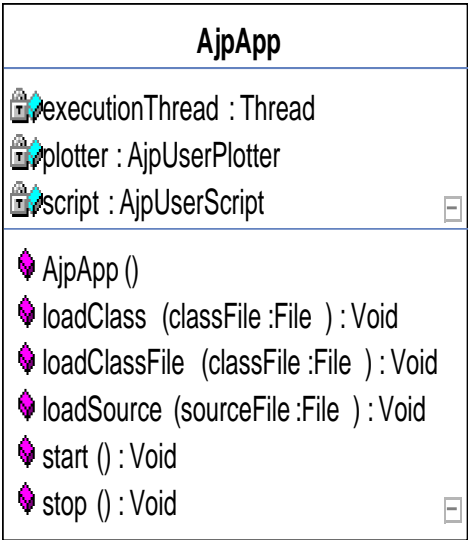 AjpApp
executionThread : Thread
plotter : AjpUserPlotter
script : AjpUserScript
AjpApp ()
loadClass (classFile :File ) : Void
loadClassFile (classFile :File ) : Void
loadSource (sourceFile :File ) : Void
start () : Void
stop () : Void